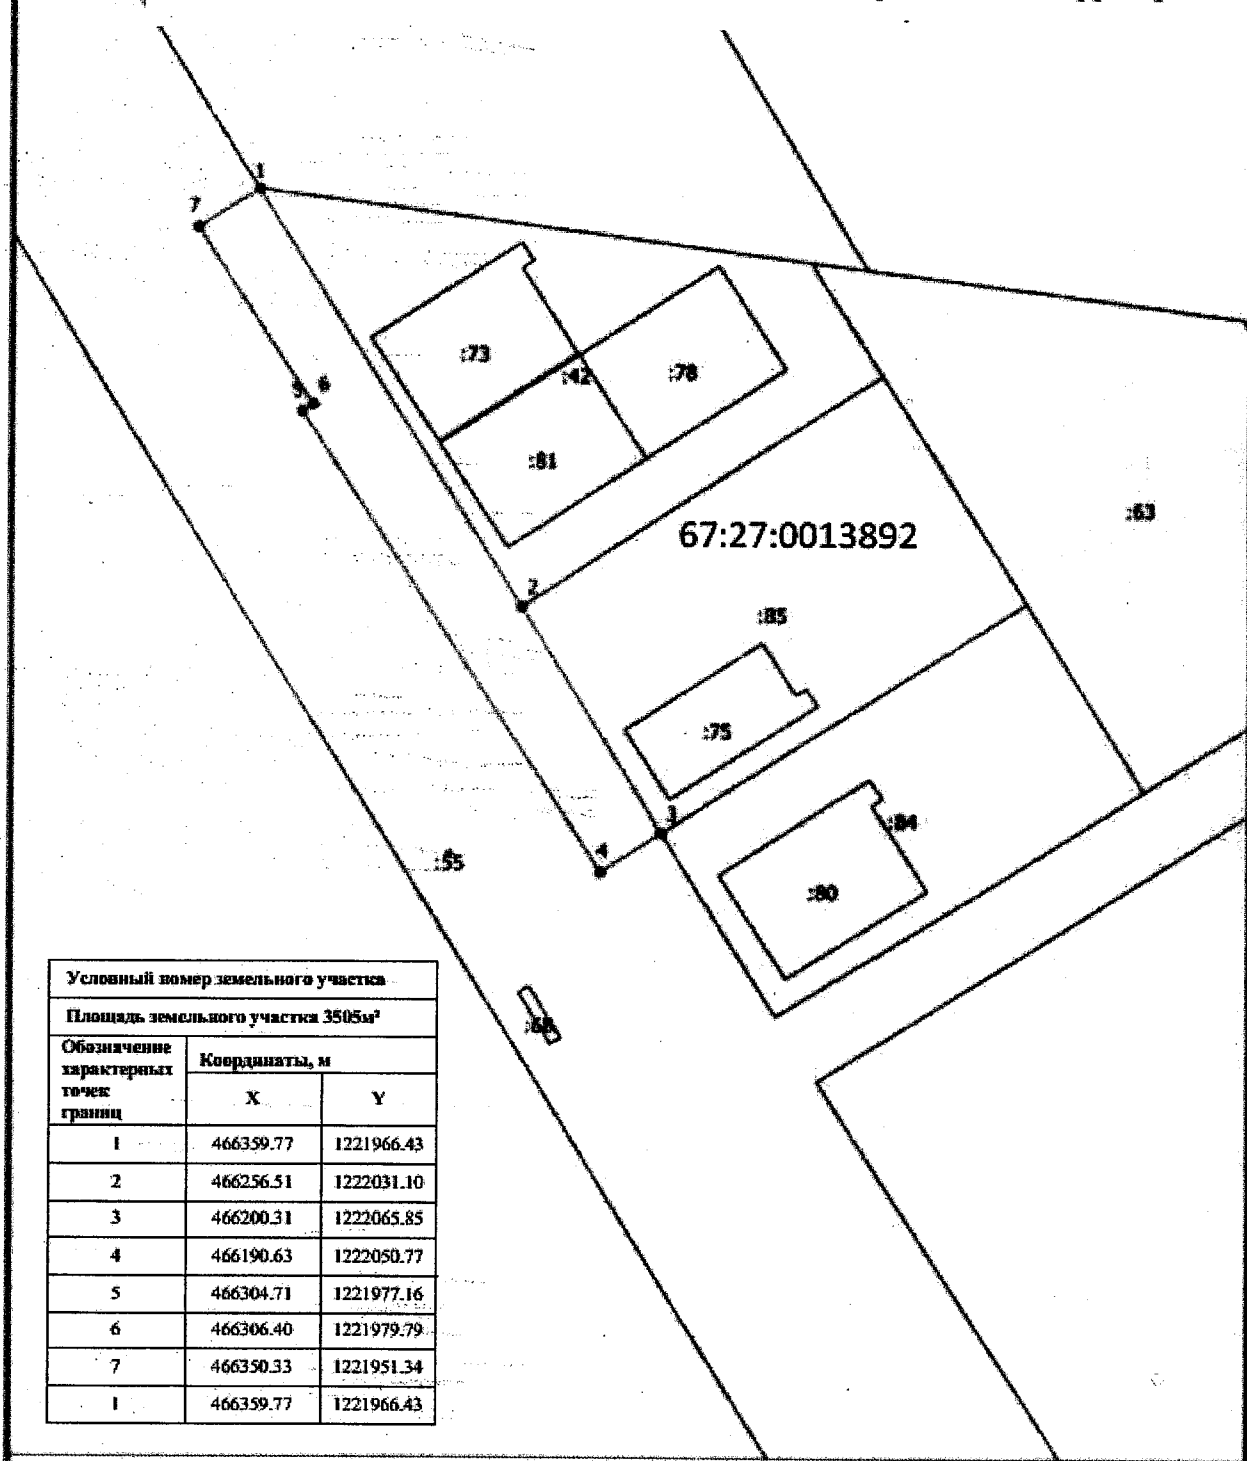 1
7
:73
:42
:78
5 6
:81
:63
67:27:0013892
2
:85
:75
3
:84
4
:55
:80
Условный номер земельного участка
Площадь земельного участка 3505м²
Обозначение характерных точек границ
Координаты, м
X Y
1 466359.77 1221966.43
2 466256.51 1222031.10
3 466200.31 1222065.85
4 466190.63 1222050.77
5 466304.71 1221977.16
6 466306.40 1221979.79
7 466350.33 1221951.34
1 466359.77 1221966.43